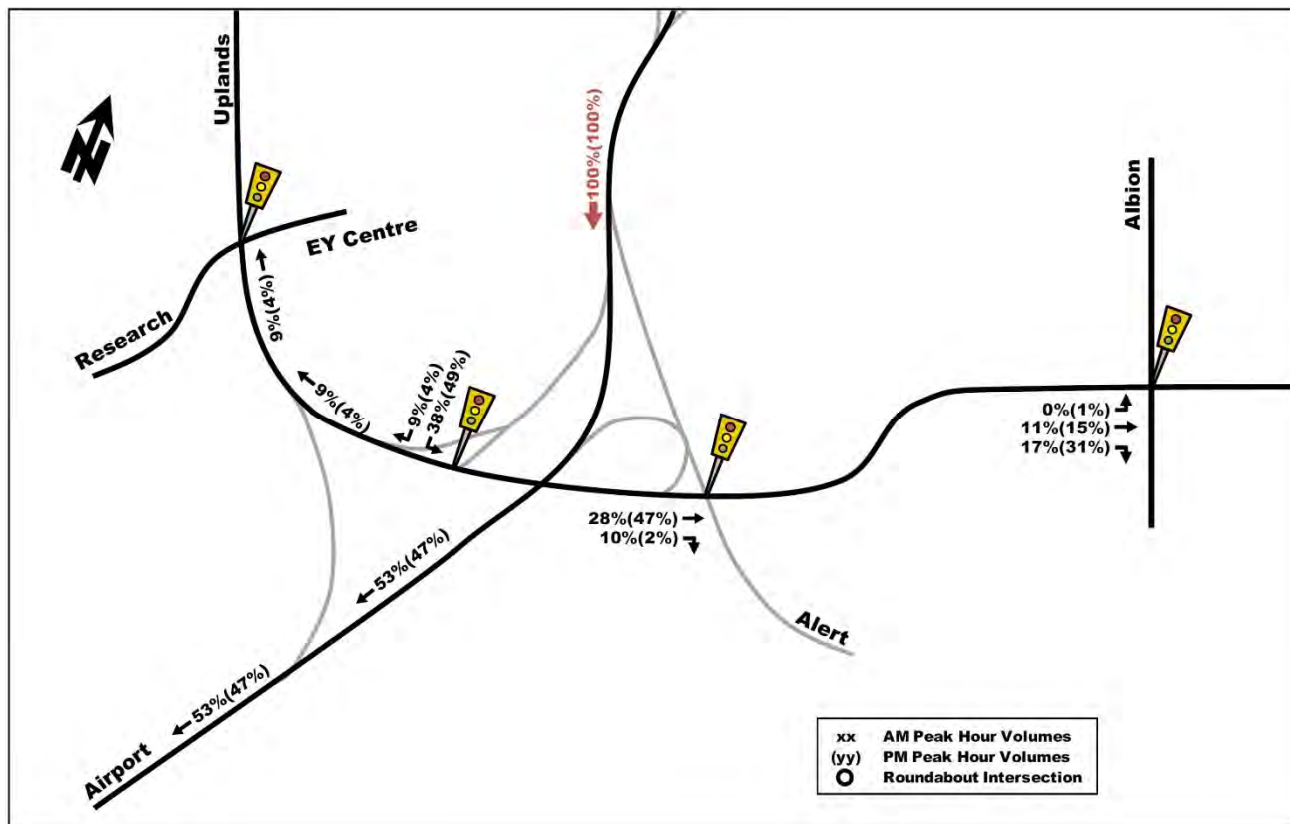 Uplands
100%(100%)
Albion
EY Centre
Research
9%(4%)
9%(4%)
9%(4%)
38%(49%)
0%(1%)
11%(15%)
17%(31%)
28%(47%)
10%(2%)
53%(47%)
Alert
53%(47%)
Airport
xx AM Peak Hour Volumes
(yy) PM Peak Hour Volumes
Roundabout Intersection